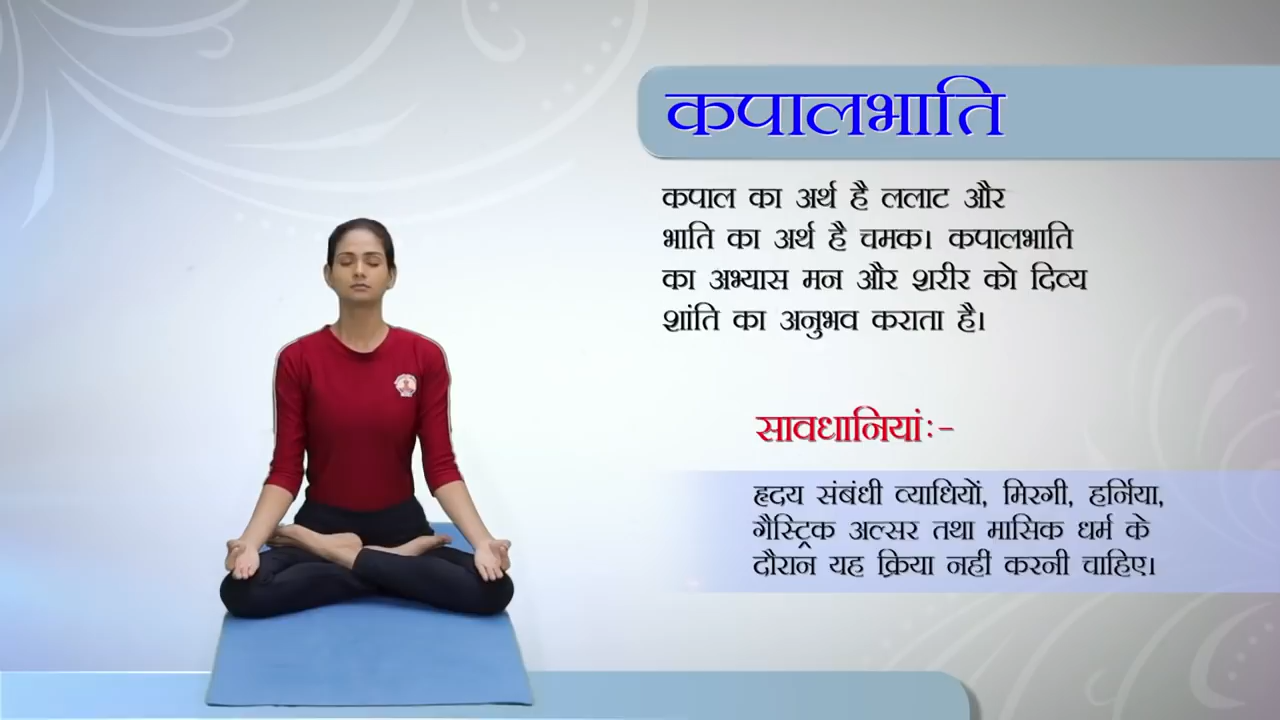 कपालभाति
कपाल का अर्थ है ललाट और
भाति का अर्थ है चमक। कपालभाति
का अभ्यास मन और शरीर को दिव्य
शांति का अनुभव कराता है।
सावधानियां:-
हृदय संबंधी व्याधियों, मिरगी, हर्निया,
गैस्ट्रिक अल्सर तथा मासिक धर्म के
दौरान यह क्रिया नहीं करनी चाहिए।